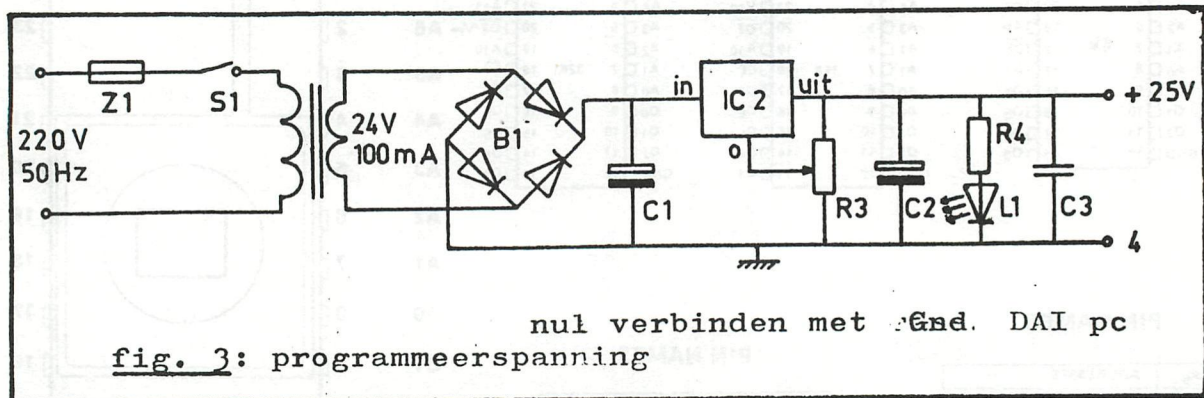 in
uit
+ 25V
Z1
S1
24V
100mA
B1
IC 2
R4
220V
50Hz
0
C1
R3
C2
L1
C3
4
nul verbinden met Gnd. DAI pc
fig. 3: programmeerspanning